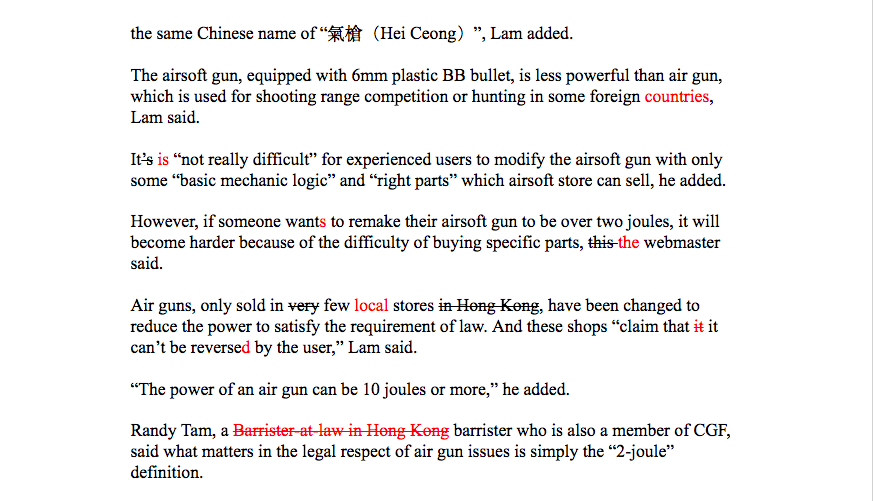 the same Chinese name of “氣槍（Hei Ceong）”, Lam added.
The airsoft gun, equipped with 6mm plastic BB bullet, is less powerful than air gun,
which is used for shooting range competition or hunting in some foreign countries,
Lam said.
It’s is “not really difficult” for experienced users to modify the airsoft gun with only
some “basic mechanic logic” and “right parts” which airsoft store can sell, he added.
However, if someone wants to remake their airsoft gun to be over two joules, it will
become harder because of the difficulty of buying specific parts, this the webmaster
said.
Air guns, only sold in very few local stores in Hong Kong, have been changed to
reduce the power to satisfy the requirement of law. And these shops “claim that it it
can’t be reversed by the user,” Lam said.
“The power of an air gun can be 10 joules or more,” he added.
Randy Tam, a Barrister-at-law in Hong Kong barrister who is also a member of CGF,
said what matters in the legal respect of air gun issues is simply the “2-joule”
definition.